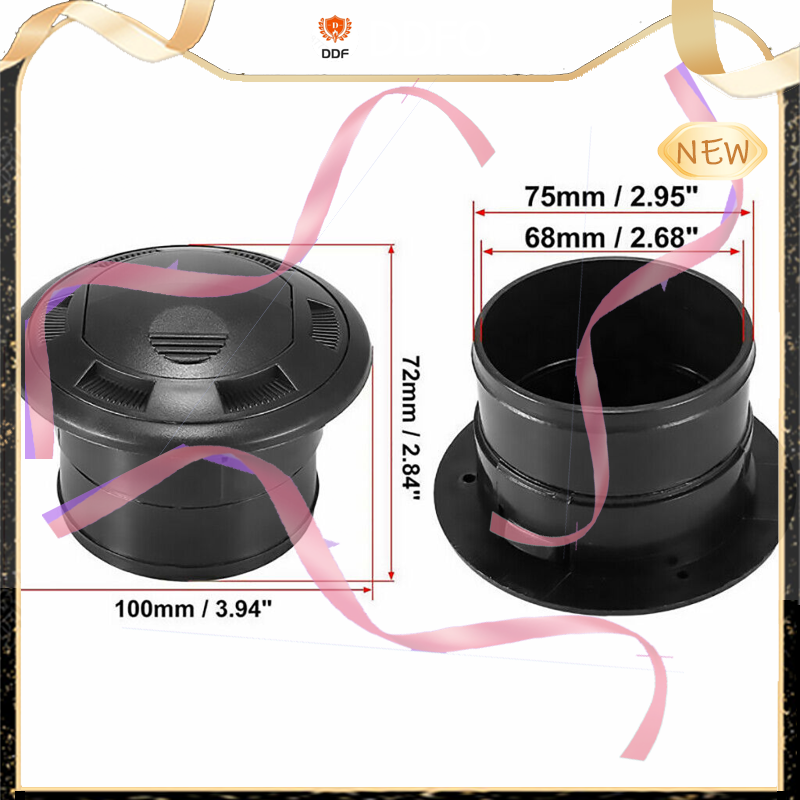 DDF
NEW
75mm / 2.95"
68mm / 2.68"
72mm / 2.84"
100mm / 3.94"